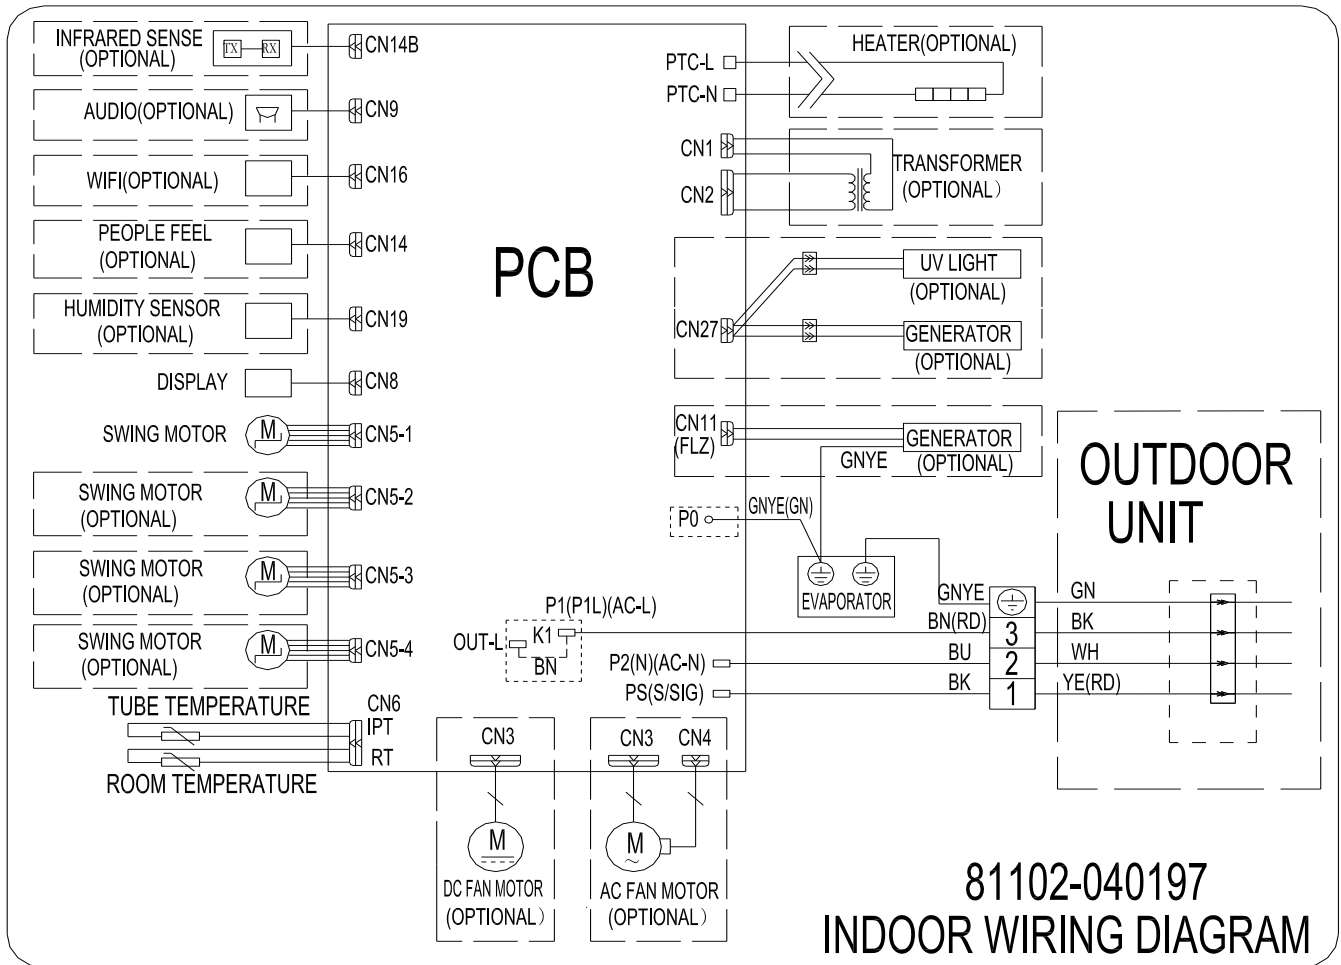 INFRARED SENSE
(OPTIONAL)
TX
RX
CN14B
AUDIO(OPTIONAL)
CN9
WIFI(OPTIONAL)
CN16
PEOPLE FEEL
(OPTIONAL)
CN14
HUMIDITY SENSOR
(OPTIONAL)
CN19
DISPLAY
CN8
SWING MOTOR
M
CN5-1
SWING MOTOR
(OPTIONAL)
M
CN5-2
SWING MOTOR
(OPTIONAL)
M
CN5-3
SWING MOTOR
(OPTIONAL)
M
CN5-4
TUBE TEMPERATURE
CN6
IPT
RT
ROOM TEMPERATURE
PCB
PTC-L
PTC-N
HEATER(OPTIONAL)
CN1
CN2
TRANSFORMER
(OPTIONAL)
CN27
UV LIGHT
(OPTIONAL)
GENERATOR
(OPTIONAL)
CN11
(FLZ)
GENERATOR
(OPTIONAL)
GNYE
P0
GNYE(GN)
EVAPORATOR
P1(P1L)(AC-L)
OUT-L
K1
BN
P2(N)(AC-N)
PS(S/SIG)
GNYE
BN(RD)
BU
BK
3
2
1
GN
BK
WH
YE(RD)
OUTDOOR
UNIT
CN3
M
DC FAN MOTOR
(OPTIONAL)
CN3
CN4
M
~
AC FAN MOTOR
(OPTIONAL)
81102-040197
INDOOR WIRING DIAGRAM